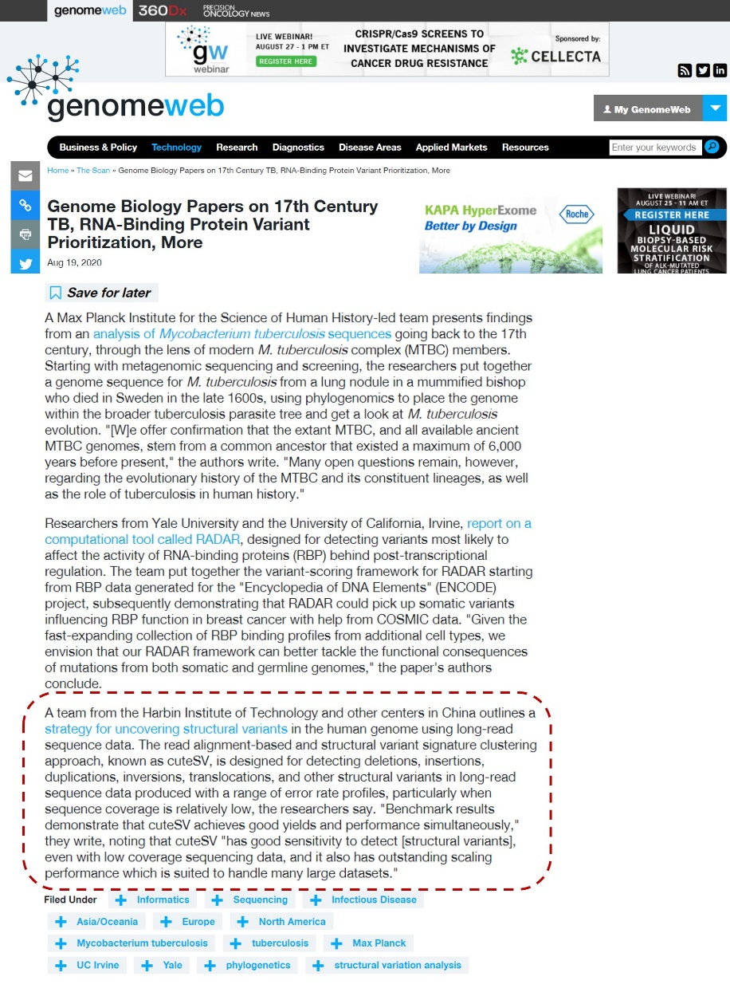 genomeweb 360Dx PRECISION ONCOLOGY NEWS
gw webinar
LIVE WEBINAR!
AUGUST 27 - 1 PM ET
REGISTER HERE
CRISPR/Cas9 SCREENS TO
INVESTIGATE MECHANISMS OF
CANCER DRUG RESISTANCE
Sponsored by:
CELLECTA
genomeweb
My GenomeWeb
Business & Policy Technology Research Diagnostics Disease Areas Applied Markets Resources Enter your keywords
Home » The Scan » Genome Biology Papers on 17th Century TB, RNA-Binding Protein Variant Prioritization, More
Genome Biology Papers on 17th Century
TB, RNA-Binding Protein Variant
Prioritization, More
Aug 19, 2020
KAPA HyperExome
Better by Design
Roche
LIVE WEBINAR!
AUGUST 25 - 11 AM ET
REGISTER HERE
LIQUID
BIOPSY-BASED
MOLECULAR RISK
STRATIFICATION
OF ALK-MUTATED
LUNG CANCER PATIENTS
Save for later
A Max Planck Institute for the Science of Human History-led team presents findings
from an analysis of Mycobacterium tuberculosis sequences going back to the 17th
century, through the lens of modern M. tuberculosis complex (MTBC) members.
Starting with metagenomic sequencing and screening, the researchers put together
a genome sequence for M. tuberculosis from a lung nodule in a mummified bishop
who died in Sweden in the late 1600s, using phylogenomics to place the genome
within the broader tuberculosis parasite tree and get a look at M. tuberculosis
evolution. "[W]e offer confirmation that the extant MTBC, and all available ancient
MTBC genomes, stem from a common ancestor that existed a maximum of 6,000
years before present," the authors write. "Many open questions remain, however,
regarding the evolutionary history of the MTBC and its constituent lineages, as well
as the role of tuberculosis in human history."
Researchers from Yale University and the University of California, Irvine, report on a
computational tool called RADAR, designed for detecting variants most likely to
affect the activity of RNA-binding proteins (RBP) behind post-transcriptional
regulation. The team put together the variant-scoring framework for RADAR starting
from RBP data generated for the "Encyclopedia of DNA Elements" (ENCODE)
project, subsequently demonstrating that RADAR could pick up somatic variants
influencing RBP function in breast cancer with help from COSMIC data. "Given the
fast-expanding collection of RBP binding profiles from additional cell types, we
envision that our RADAR framework can better tackle the functional consequences
of mutations from both somatic and germline genomes," the paper's authors
conclude.
A team from the Harbin Institute of Technology and other centers in China outlines a
strategy for uncovering structural variants in the human genome using long-read
sequence data. The read alignment-based and structural variant signature clustering
approach, known as cuteSV, is designed for detecting deletions, insertions,
duplications, inversions, translocations, and other structural variants in long-read
sequence data produced with a range of error rate profiles, particularly when
sequence coverage is relatively low, the researchers say. "Benchmark results
demonstrate that cuteSV achieves good yields and performance simultaneously,"
they write, noting that cuteSV "has good sensitivity to detect [structural variants],
even with low coverage sequencing data, and it also has outstanding scaling
performance which is suited to handle many large datasets."
Filed Under + Informatics + Sequencing + Infectious Disease
+ Asia/Oceania + Europe + North America
+ Mycobacterium tuberculosis + tuberculosis + Max Planck
+ UC Irvine + Yale + phylogenetics + structural variation analysis